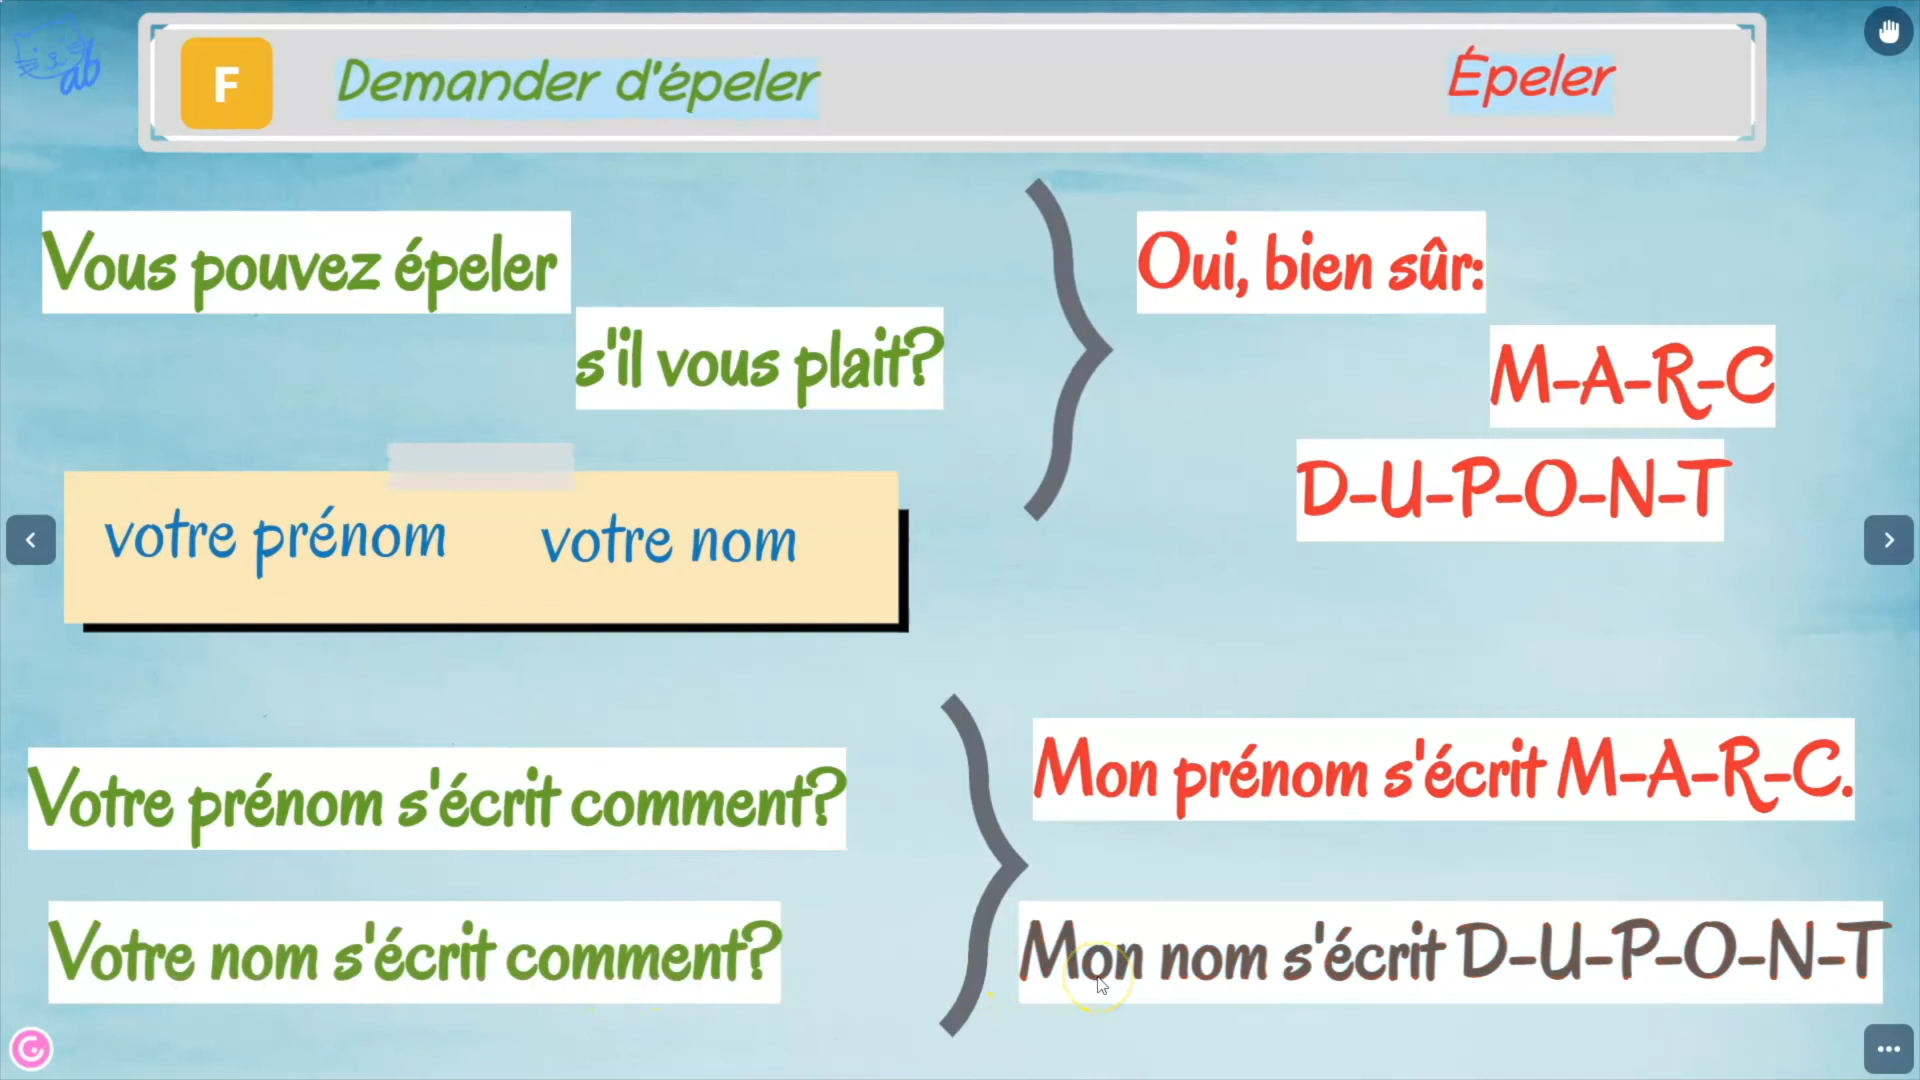 ab
F
Demander d'épeler
Épeler
Vous pouvez épeler
s'il vous plait?
Oui, bien sûr:
M-A-R-C
D-U-P-O-N-T
votre prénom
votre nom
Votre prénom s'écrit comment?
Mon prénom s'écrit M-A-R-C.
Votre nom s'écrit comment?
Mon nom s'écrit D-U-P-O-N-T